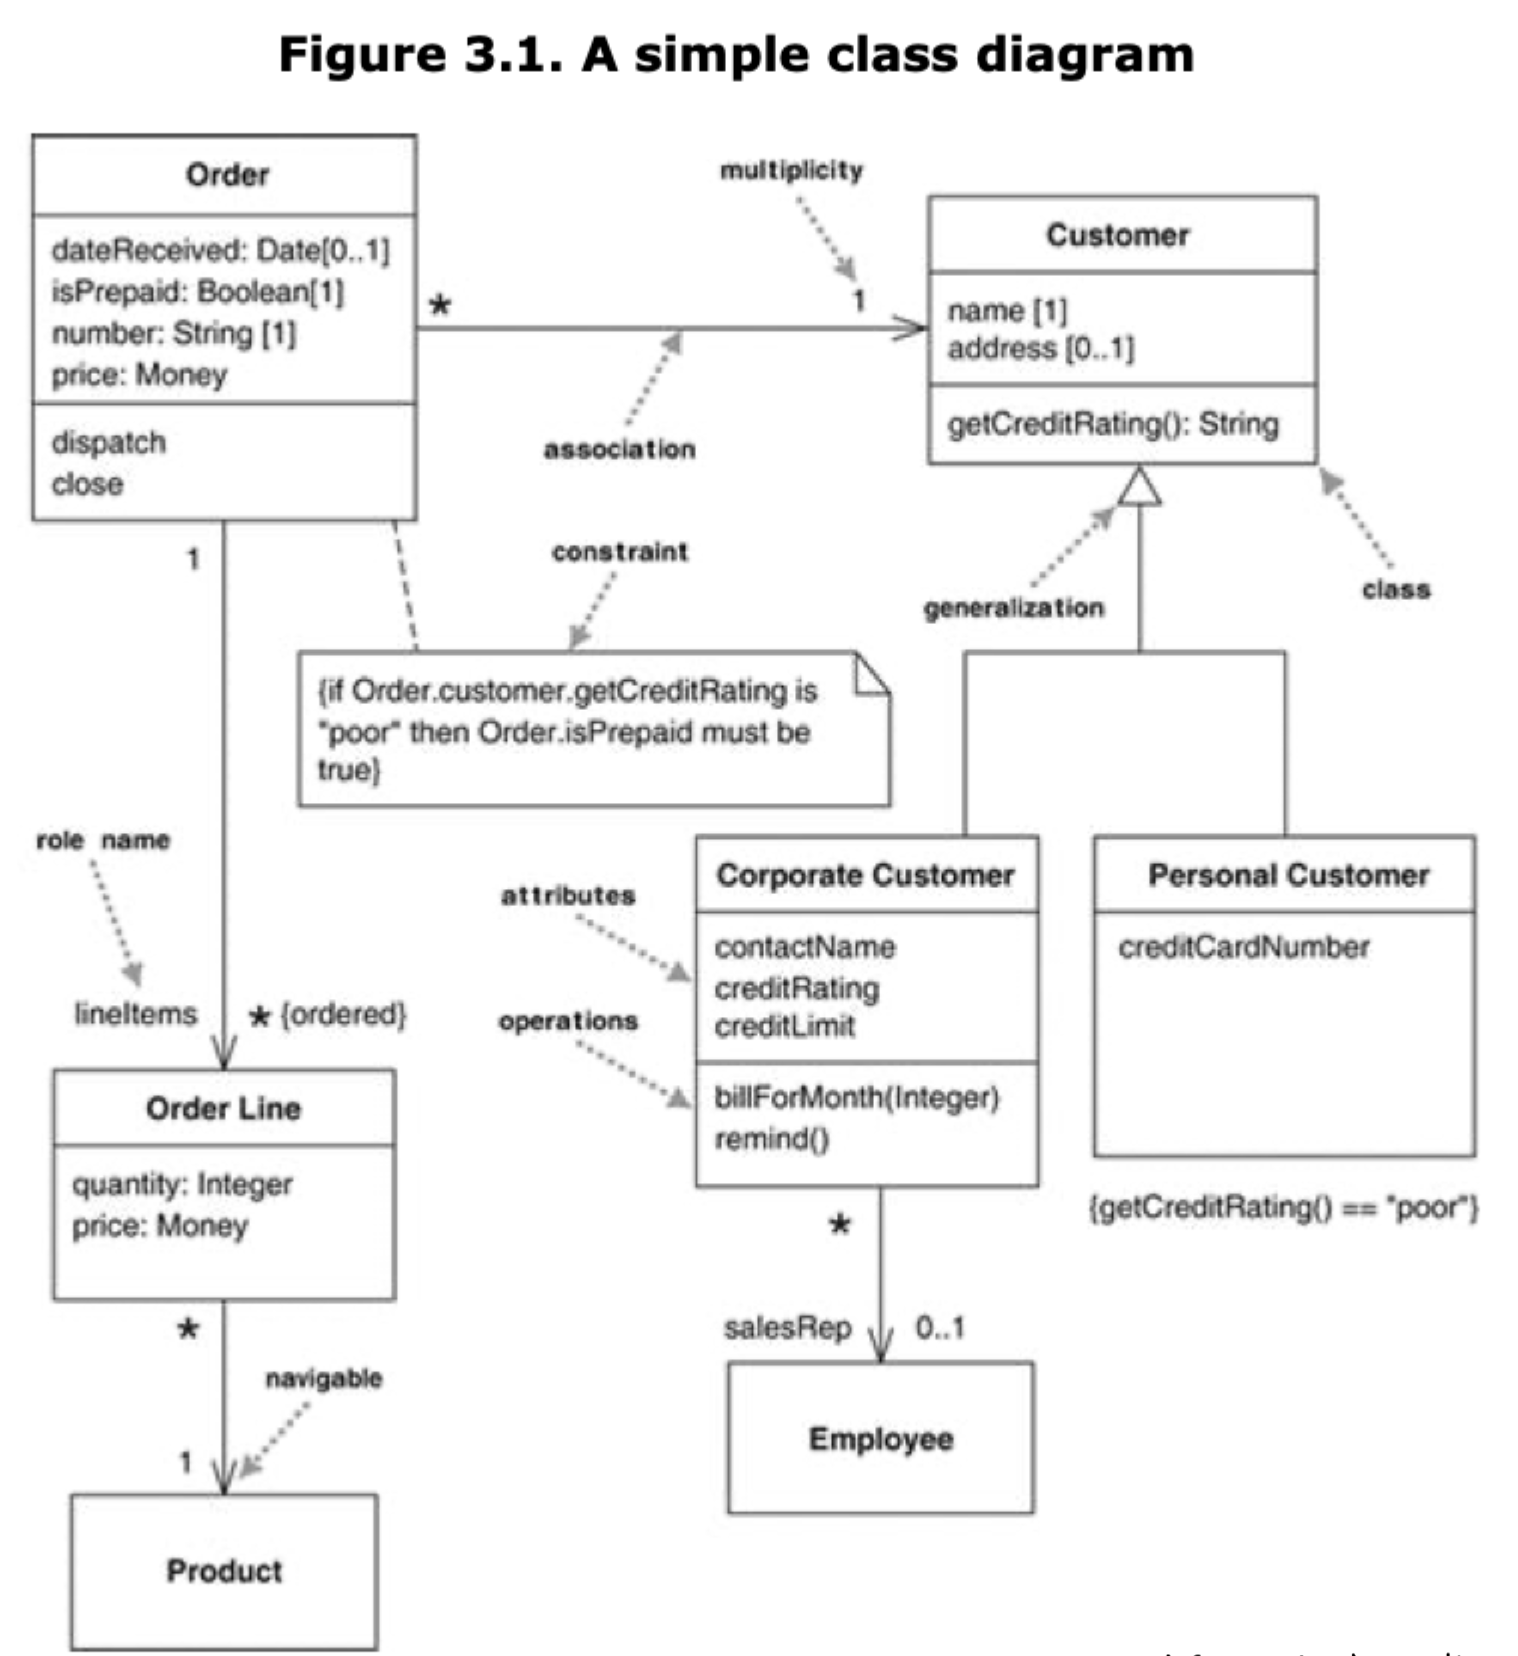 Figure 3.1. A simple class diagram
Order
dateReceived: Date[0..1]
isPrepaid: Boolean[1]
number: String [1]
price: Money
dispatch
close
*
multiplicity
1
association
Customer
name [1]
address [0..1]
getCreditRating(): String
class
generalization
1
constraint
{if Order.customer.getCreditRating is
"poor" then Order.isPrepaid must be
true}
role name
lineItems
* {ordered}
Order Line
quantity: Integer
price: Money
*
navigable
1
Product
attributes
operations
Corporate Customer
contactName
creditRating
creditLimit
billForMonth(Integer)
remind()
*
salesRep
0..1
Employee
Personal Customer
creditCardNumber
{getCreditRating() == "poor"}